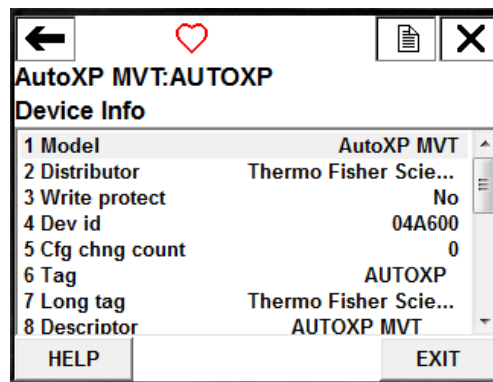 AutoXP MVT:AUTOXP
Device Info
1 Model AutoXP MVT
2 Distributor Thermo Fisher Scie...
3 Write protect No
4 Dev id 04A600
5 Cfg chng count 0
6 Tag AUTOXP
7 Long tag Thermo Fisher Scie...
8 Descriptor AUTOXP MVT
HELP EXIT